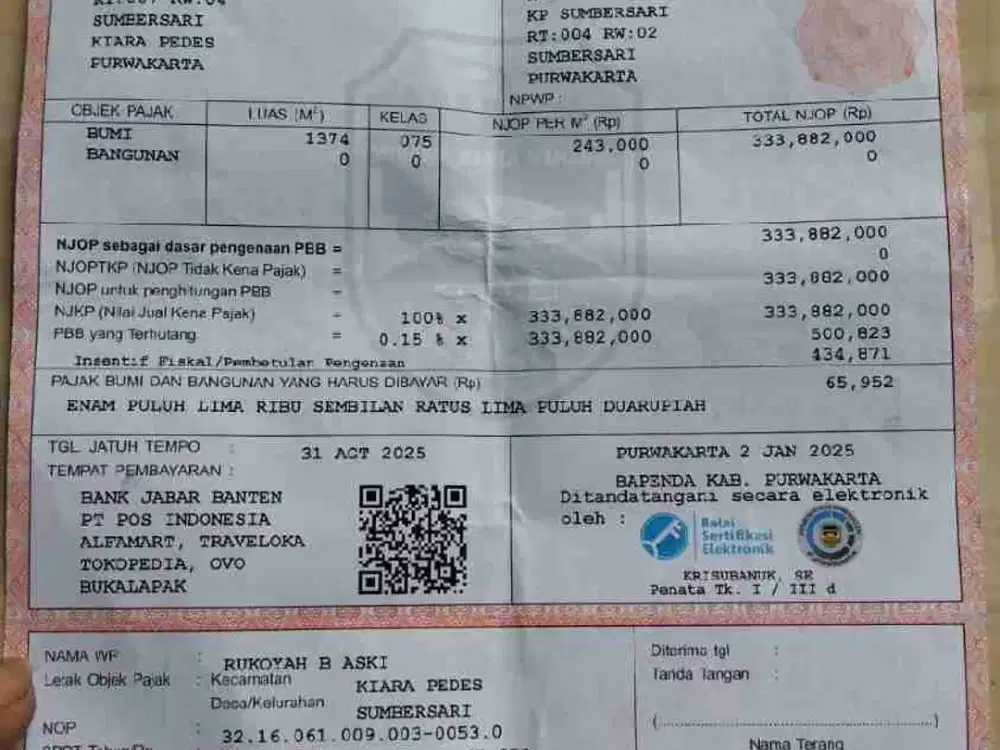 SUMBERSARI
KIARA PEDES
PURWAKARTA
KP SUMBERSARI
RT:004 RW:02
SUMBERSARI
PURWAKARTA
NPWP :
OBJEK PAJAK LUAS (M²) KELAS NJOP PER M² (Rp) TOTAL NJOP (Rp)
BUMI 1374 075 243,000 333,882,000
BANGUNAN 0 0 0 0
NJOP sebagai dasar pengenaan PBB = 333,882,000
NJOPTKP (NJOP Tidak Kena Pajak) = 0
NJOP untuk penghitungan PBB = 333,882,000
NJKP (Nilai Jual Kena Pajak) = 100% x 333,882,000 333,882,000
PBB yang Terhutang = 0.15 % x 333,882,000 500,823
Insentif Fiskal/Pembetulan Pengenaan 434,871
PAJAK BUMI DAN BANGUNAN YANG HARUS DIBAYAR (Rp) 65,952
ENAM PULUH LIMA RIBU SEMBILAN RATUS LIMA PULUH DUARUPIAH
TGL JATUH TEMPO : 31 AGT 2025
TEMPAT PEMBAYARAN :
BANK JABAR BANTEN
PT POS INDONESIA
ALFAMART, TRAVELOKA
TOKOPEDIA, OVO
BUKALAPAK
PURWAKARTA 2 JAN 2025
BAPENDA KAB. PURWAKARTA
Ditandatangani secara elektronik
oleh :
Balai
Sertifikasi
Elektronik
KRISUBANUK, SE
Penata Tk. I / III d
NAMA WP : RUKOYAH B ASKI
Letak Objek Pajak : Kecamatan KIARA PEDES
Desa/Kelurahan SUMBERSARI
NOP : 32.16.061.009.003-0053.0
Diterima tgl :
Tanda Tangan :
(..........................................................)
Nama Terang